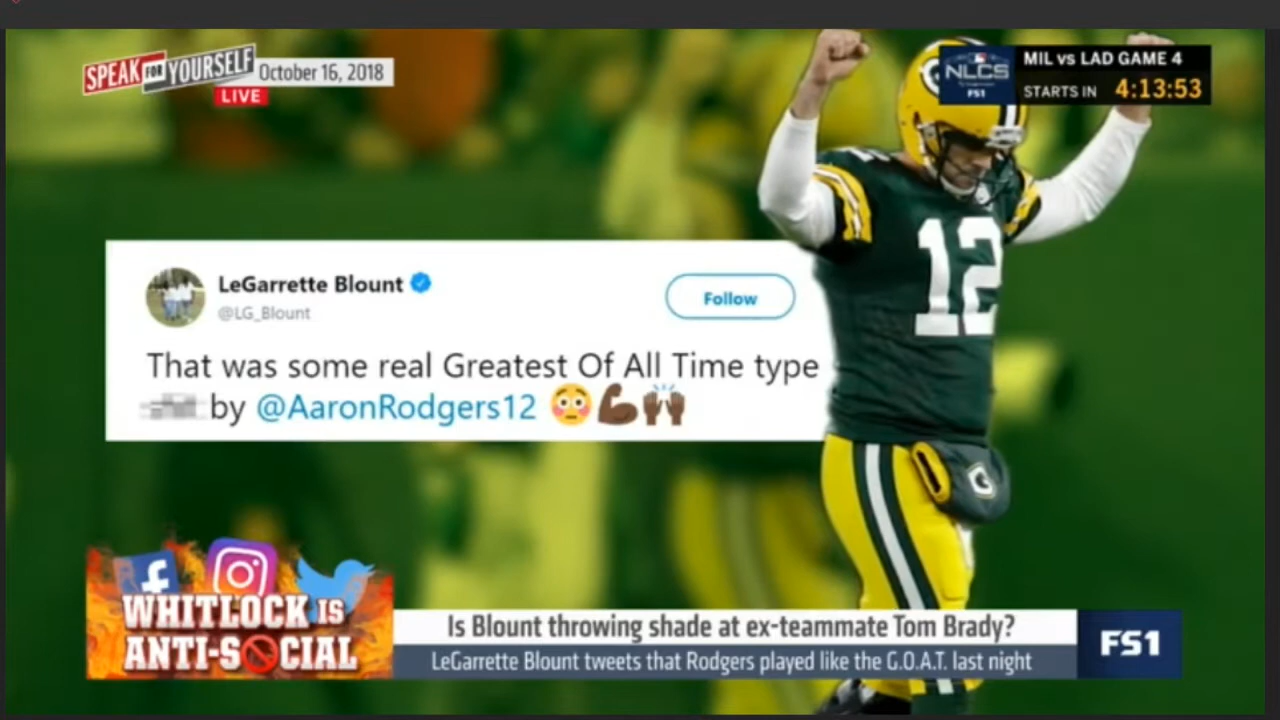 SPEAK FOR YOURSELF
October 16, 2018
LIVE
NLCS
FS1
MIL vs LAD GAME 4
STARTS IN 4:13:53
12
12
LeGarrette Blount
@LG_Blount
Follow
That was some real Greatest Of All Time type
by @AaronRodgers12 😳💪🏿🙌🏿
WHITLOCK IS
ANTI-SOCIAL
Is Blount throwing shade at ex-teammate Tom Brady?
LeGarrette Blount tweets that Rodgers played like the G.O.A.T. last night
FS1